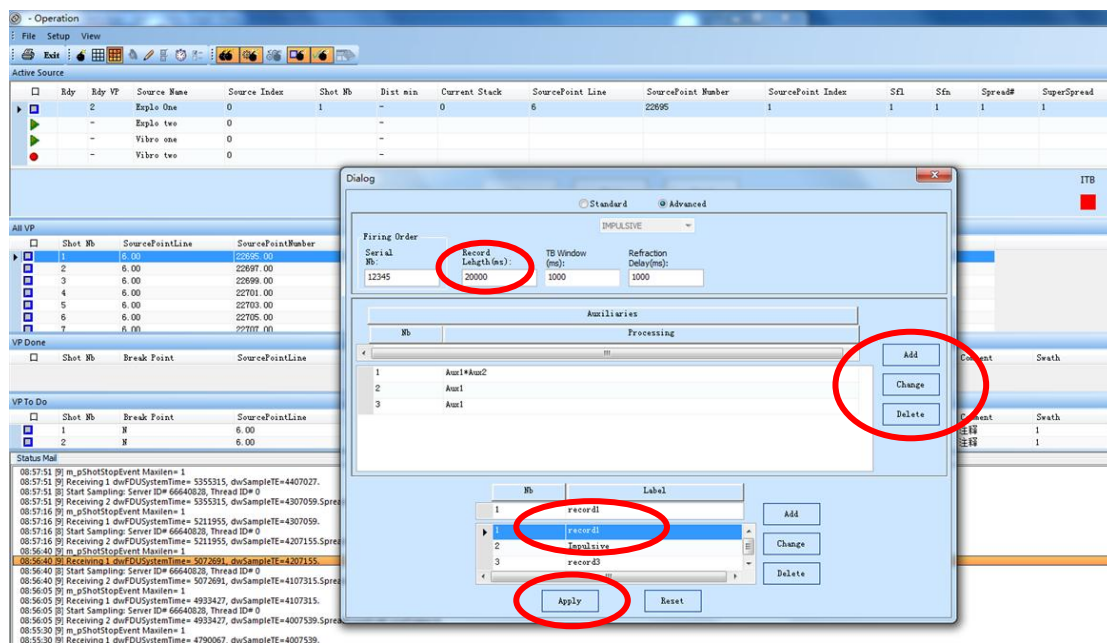 - Operation
File Setup View
Exit
Active Source
Rdy Rdy VP Source Name Source Index Shot Nb Dist min Current Stack SourcePoint Line SourcePoint Number SourcePoint Index Sfl Sfn Spread# SuperSpread
2 Explo One 0 1 - 0 6 22695 1 1 1 1 1
- Explo two 0 -
- Vibro one 0 -
- Vibro two 0 -
ITB
Dialog
Standard Advanced
IMPULSIVE
Firing Order
Serial Nb: Record Lehgth(ms): TB Window (ms): Refraction Delay(ms):
12345 20000 1000 1000
Auxiliaries
Nb Processing
1 Aux1*Aux2
2 Aux1
3 Aux1
Add
Change
Delete
Nb Label
1 record1
1 record1
2 Impulsive
3 record3
Add
Change
Delete
Apply Reset
All VP
Shot Nb SourcePointLine SourcePointNumber
1 6.00 22695.00
2 6.00 22697.00
3 6.00 22699.00
4 6.00 22701.00
5 6.00 22703.00
6 6.00 22705.00
7 6.00 22707.00
VP Done
Shot Nb Break Point SourcePointLine Comment Swath
VP To Do
Shot Nb Break Point SourcePointLine Comment Swath
1 N 6.00 注释 1
2 N 6.00 注释 1
Status Mail
08:57:51 [9] m_pShotStopEvent Maxilen= 1
08:57:51 [9] Receiving 1 dwFDUSystemTime= 5355315, dwSampleTE=4407027.
08:57:51 [8] Start Sampling: Server ID# 66640828, Thread ID# 0
08:57:51 [9] Receiving 2 dwFDUSystemTime= 5355315, dwSampleTE=4307059.Sprea
08:57:16 [9] m_pShotStopEvent Maxilen= 1
08:57:16 [9] Receiving 1 dwFDUSystemTime= 5211955, dwSampleTE=4307059.
08:57:16 [8] Start Sampling: Server ID# 66640828, Thread ID# 0
08:57:16 [9] Receiving 2 dwFDUSystemTime= 5211955, dwSampleTE=4207155.Sprea
08:56:40 [9] m_pShotStopEvent Maxilen= 1
08:56:40 [9] Receiving 1 dwFDUSystemTime= 5072691, dwSampleTE=4207155.
08:56:40 [8] Start Sampling: Server ID# 66640828, Thread ID# 0
08:56:40 [9] Receiving 2 dwFDUSystemTime= 5072691, dwSampleTE=4107315.Sprea
08:56:05 [9] m_pShotStopEvent Maxilen= 1
08:56:05 [9] Receiving 1 dwFDUSystemTime= 4933427, dwSampleTE=4107315.
08:56:05 [8] Start Sampling: Server ID# 66640828, Thread ID# 0
08:56:05 [9] Receiving 2 dwFDUSystemTime= 4933427, dwSampleTE=4007539.Sprea
08:55:30 [9] m_pShotStopEvent Maxilen= 1
08:55:30 [9] Receiving 1 dwFDUSystemTime= 4790067, dwSampleTE=4007539.